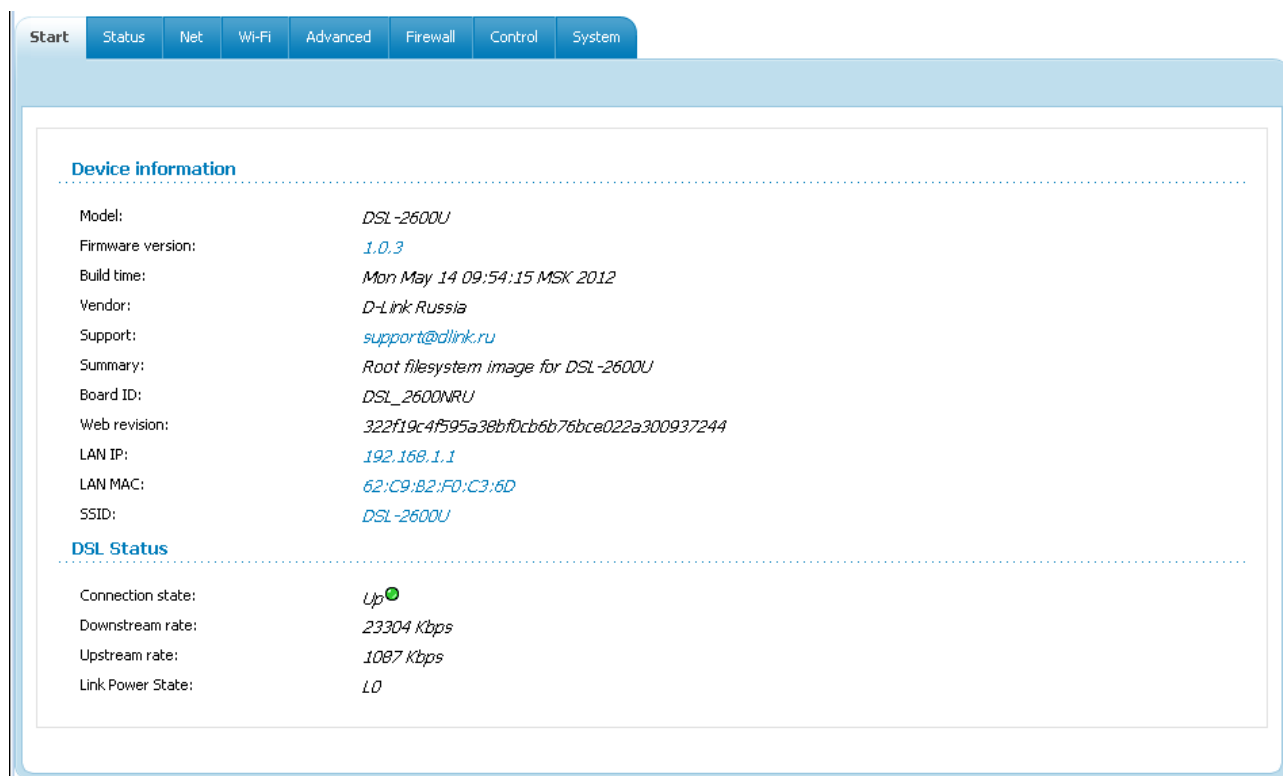 Start Status Net Wi-Fi Advanced Firewall Control System
Device information
Model: DSL-2600U
Firmware version: 1.0.3
Build time: Mon May 14 09:54:15 MSK 2012
Vendor: D-Link Russia
Support: support@dlink.ru
Summary: Root filesystem image for DSL-2600U
Board ID: DSL_2600NRU
Web revision: 322f19c4f595a38bf0cb6b76bce022a300937244
LAN IP: 192.168.1.1
LAN MAC: 62:C9:B2:F0:C3:6D
SSID: DSL-2600U
DSL Status
Connection state: Up
Downstream rate: 23304 Kbps
Upstream rate: 1087 Kbps
Link Power State: L0